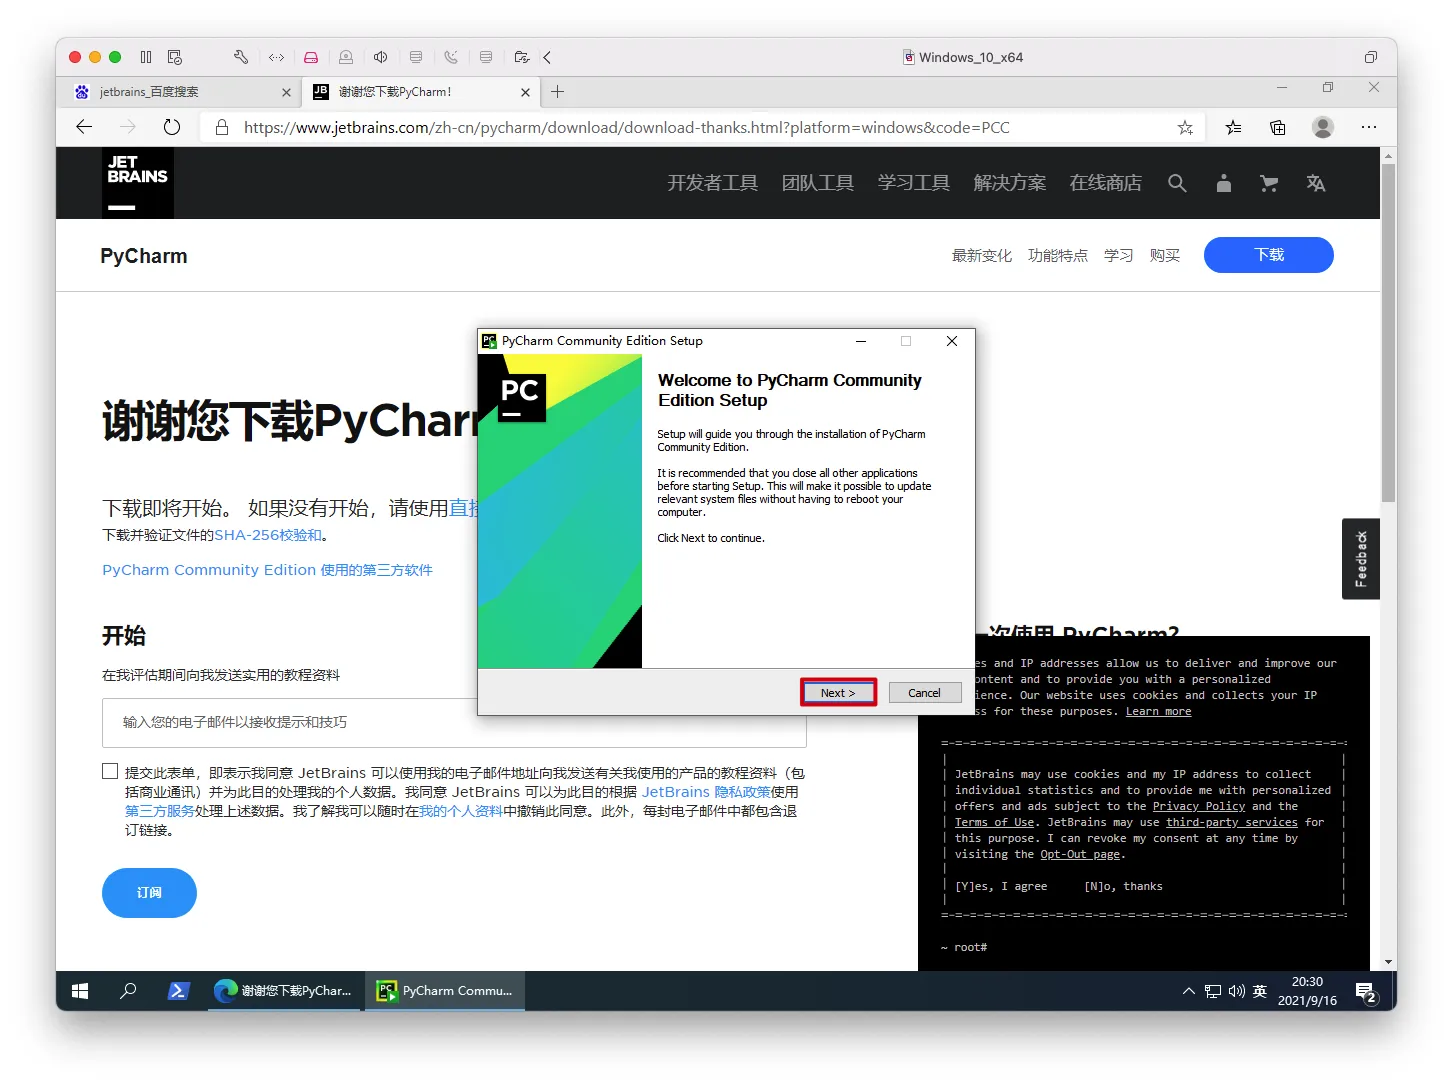 Windows_10_x64
jetbrains_百度搜索
JB
谢谢您下载PyCharm!
https://www.jetbrains.com/zh-cn/pycharm/download/download-thanks.html?platform=windows&code=PCC
JET
BRAINS
开发者工具 团队工具 学习工具 解决方案 在线商店
PyCharm
最新变化 功能特点 学习 购买 下载
PC PyCharm Community Edition Setup
PC
Welcome to PyCharm Community
Edition Setup
Setup will guide you through the installation of PyCharm
Community Edition.
It is recommended that you close all other applications
before starting Setup. This will make it possible to update
relevant system files without having to reboot your
computer.
Click Next to continue.
Next >
Cancel
谢谢您下载PyChar
下载即将开始。 如果没有开始，请使用直
下载并验证文件的SHA-256校验和。
PyCharm Community Edition 使用的第三方软件
Feedback
开始
在我评估期间向我发送实用的教程资料
输入您的电子邮件以接收提示和技巧
提交此表单，即表示我同意 JetBrains 可以使用我的电子邮件地址向我发送有关我使用的产品的教程资料（包
括商业通讯）并为此目的处理我的个人数据。我同意 JetBrains 可以为此目的根据 JetBrains 隐私政策使用
第三方服务处理上述数据。我了解我可以随时在我的个人资料中撤销此同意。此外，每封电子邮件中都包含退
订链接。
订阅
次使用 PyCharm?
es and IP addresses allow us to deliver and improve our
ontent and to provide you with a personalized
ience. Our website uses cookies and collects your IP
ss for these purposes. Learn more
JetBrains may use cookies and my IP address to collect
individual statistics and to provide me with personalized
offers and ads subject to the Privacy Policy and the
Terms of Use. JetBrains may use third-party services for
this purpose. I can revoke my consent at any time by
visiting the Opt-Out page.
[Y]es, I agree [N]o, thanks
~ root#
谢谢您下载PyChar...
PC PyCharm Commu...
英
20:30
2021/9/16
2